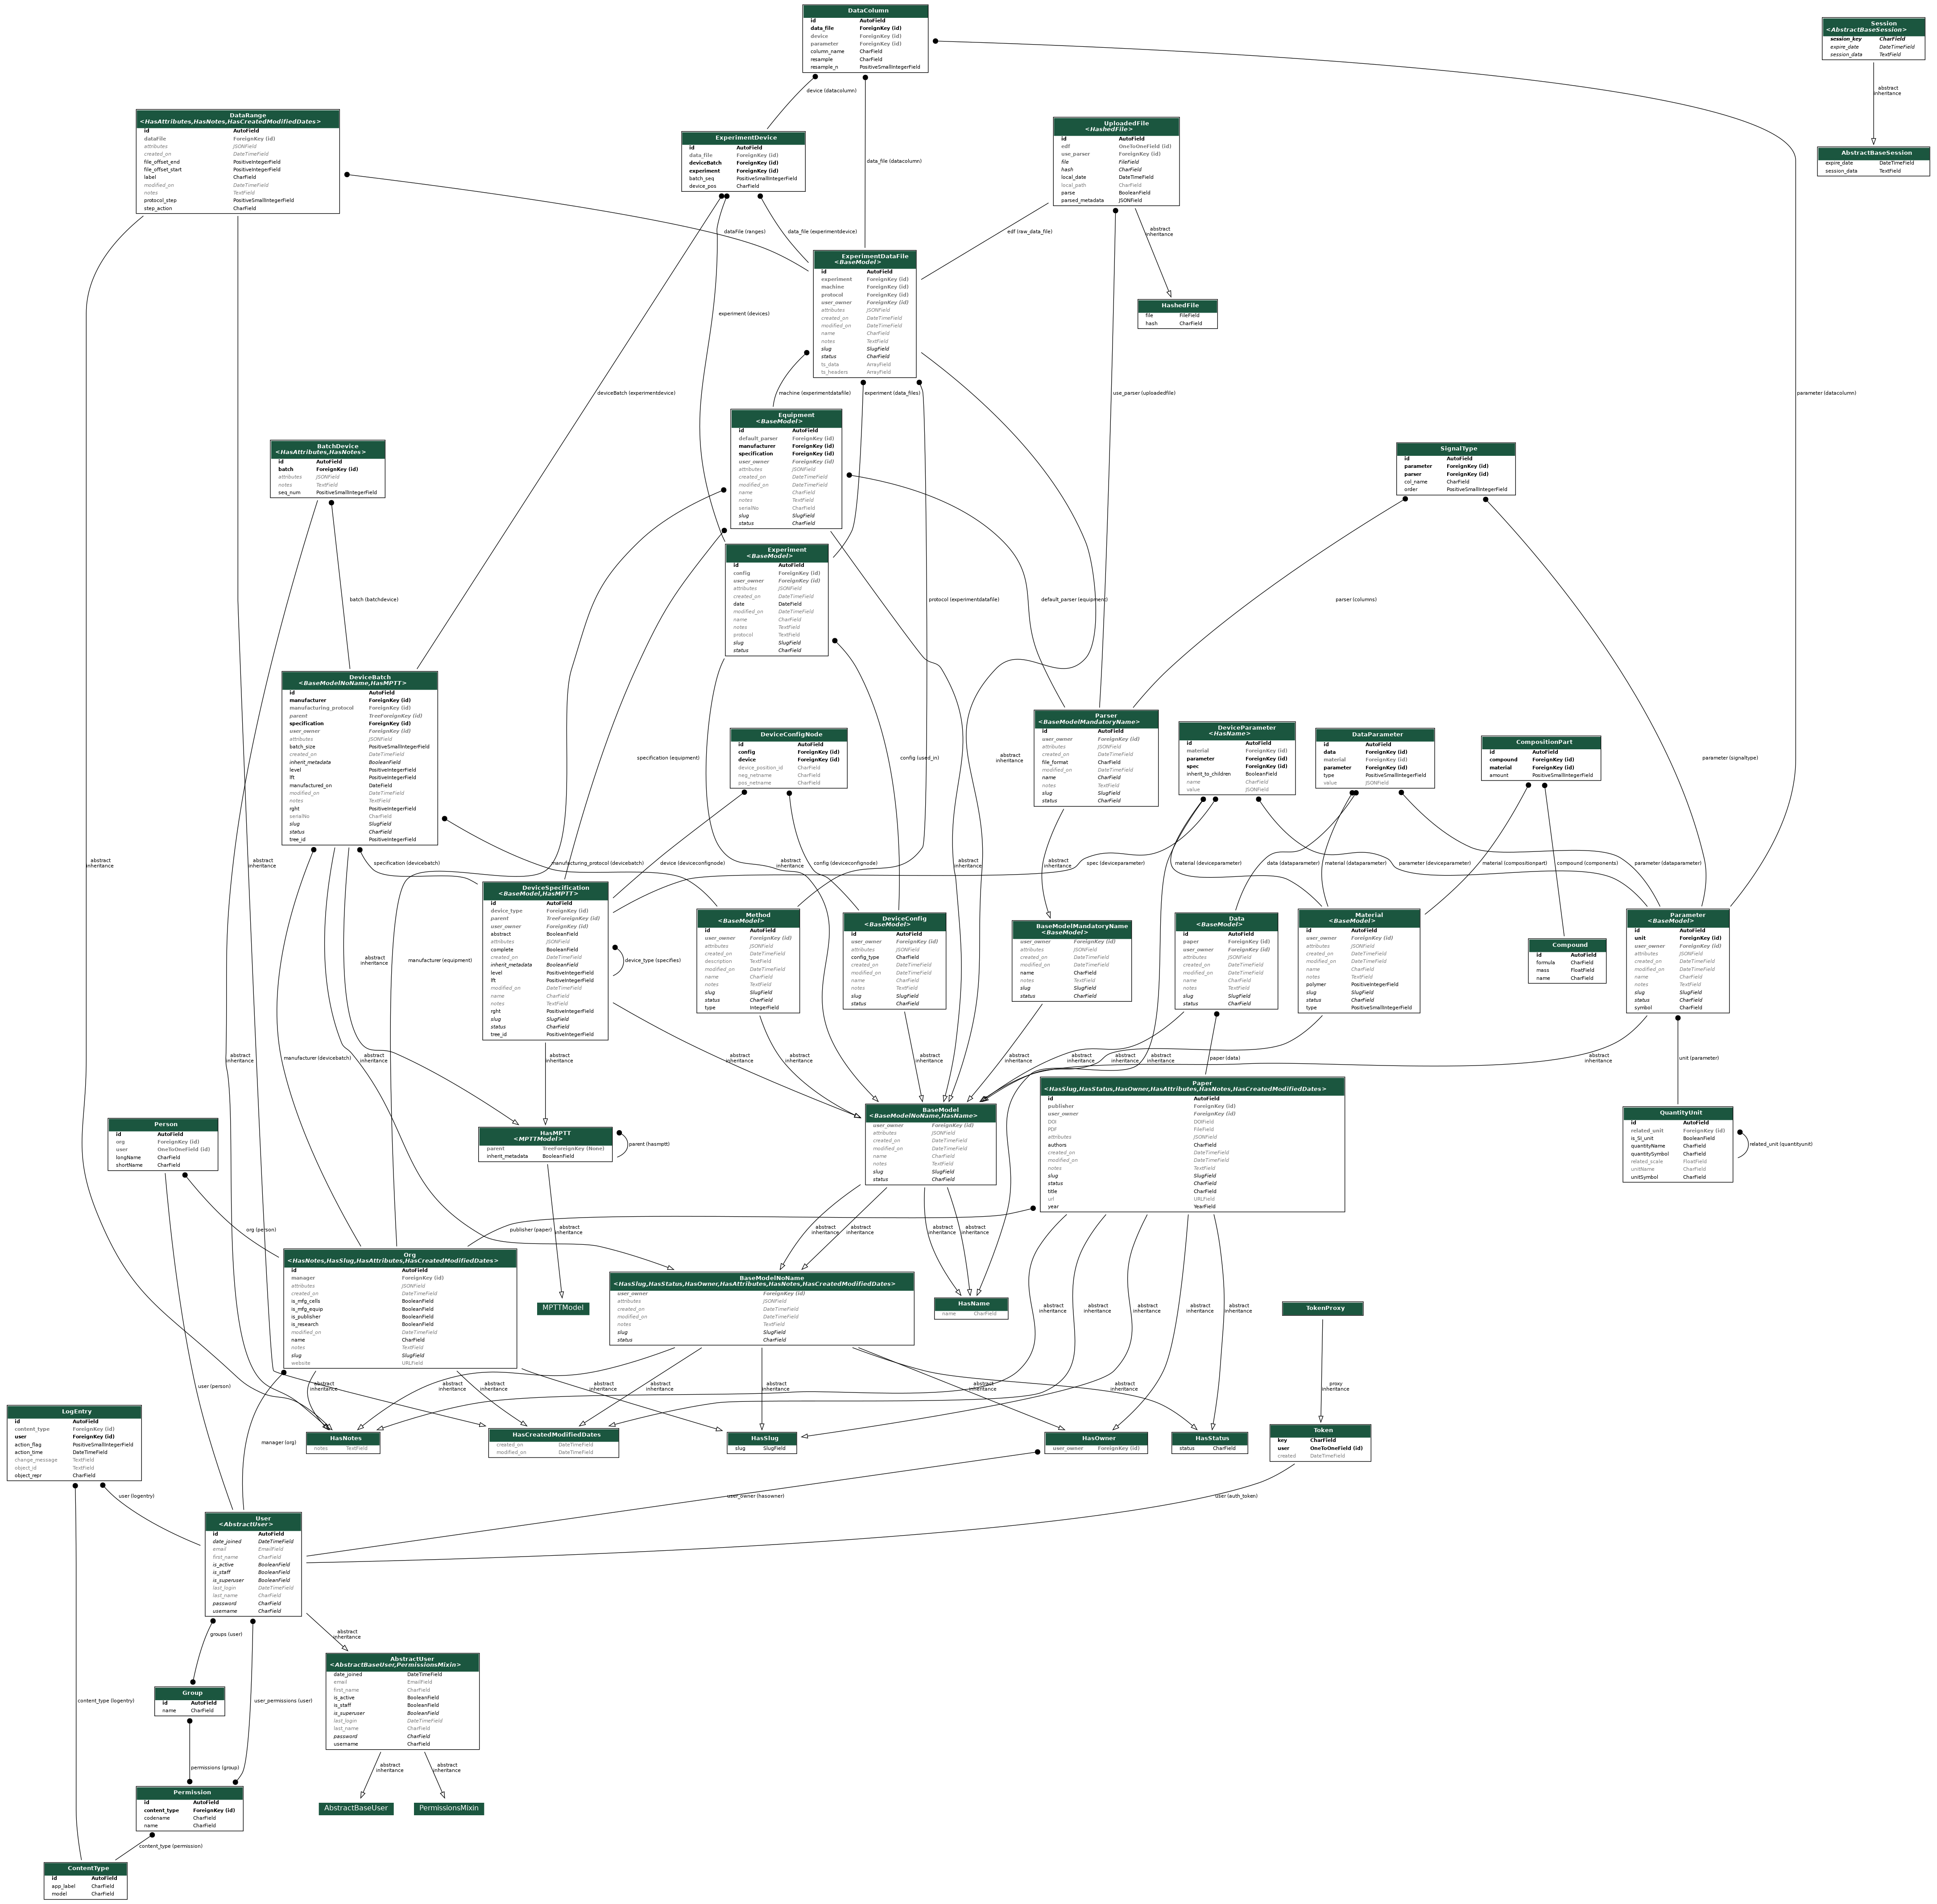 DataColumn
id AutoField
data_file ForeignKey (id)
device ForeignKey (id)
parameter ForeignKey (id)
column_name CharField
resample CharField
resample_n PositiveSmallIntegerField
Session
<AbstractBaseSession>
session_key CharField
expire_date DateTimeField
session_data TextField
device (datacolumn)
abstract
inheritance
DataRange
<HasAttributes,HasNotes,HasCreatedModifiedDates>
id AutoField
dataFile ForeignKey (id)
attributes JSONField
created_on DateTimeField
file_offset_end PositiveIntegerField
file_offset_start PositiveIntegerField
label CharField
modified_on DateTimeField
notes TextField
protocol_step PositiveSmallIntegerField
step_action CharField
ExperimentDevice
id AutoField
data_file ForeignKey (id)
deviceBatch ForeignKey (id)
experiment ForeignKey (id)
batch_seq PositiveSmallIntegerField
device_pos CharField
data_file (datacolumn)
UploadedFile
<HashedFile>
id AutoField
edf OneToOneField (id)
use_parser ForeignKey (id)
file FileField
hash CharField
local_date DateTimeField
local_path CharField
parse BooleanField
parsed_metadata JSONField
AbstractBaseSession
expire_date DateTimeField
session_data TextField
dataFile (ranges)
data_file (experimentdevice)
edf (raw_data_file)
abstract
inheritance
ExperimentDataFile
<BaseModel>
id AutoField
experiment ForeignKey (id)
machine ForeignKey (id)
protocol ForeignKey (id)
user_owner ForeignKey (id)
attributes JSONField
created_on DateTimeField
modified_on DateTimeField
name CharField
notes TextField
slug SlugField
status CharField
ts_data ArrayField
ts_headers ArrayField
HashedFile
file FileField
hash CharField
experiment (devices)
deviceBatch (experimentdevice)
machine (experimentdatafile)
experiment (data_files)
use_parser (uploadedfile)
parameter (datacolumn)
Equipment
<BaseModel>
id AutoField
default_parser ForeignKey (id)
manufacturer ForeignKey (id)
specification ForeignKey (id)
user_owner ForeignKey (id)
attributes JSONField
created_on DateTimeField
modified_on DateTimeField
name CharField
notes TextField
serialNo CharField
slug SlugField
status CharField
BatchDevice
<HasAttributes,HasNotes>
id AutoField
batch ForeignKey (id)
attributes JSONField
notes TextField
seq_num PositiveSmallIntegerField
SignalType
id AutoField
parameter ForeignKey (id)
parser ForeignKey (id)
col_name CharField
order PositiveSmallIntegerField
Experiment
<BaseModel>
id AutoField
config ForeignKey (id)
user_owner ForeignKey (id)
attributes JSONField
created_on DateTimeField
date DateField
modified_on DateTimeField
name CharField
notes TextField
protocol TextField
slug SlugField
status CharField
batch (batchdevice)
protocol (experimentdatafile)
default_parser (equipment)
parser (columns)
DeviceBatch
<BaseModelNoName,HasMPTT>
id AutoField
manufacturer ForeignKey (id)
manufacturing_protocol ForeignKey (id)
parent TreeForeignKey (id)
specification ForeignKey (id)
user_owner ForeignKey (id)
attributes JSONField
batch_size PositiveSmallIntegerField
created_on DateTimeField
inherit_metadata BooleanField
level PositiveIntegerField
lft PositiveIntegerField
manufactured_on DateField
modified_on DateTimeField
notes TextField
rght PositiveIntegerField
serialNo CharField
slug SlugField
status CharField
tree_id PositiveIntegerField
specification (equipment)
DeviceConfigNode
id AutoField
config ForeignKey (id)
device ForeignKey (id)
device_position_id CharField
neg_netname CharField
pos_netname CharField
config (used_in)
abstract
inheritance
Parser
<BaseModelMandatoryName>
id AutoField
user_owner ForeignKey (id)
attributes JSONField
created_on DateTimeField
file_format CharField
modified_on DateTimeField
name CharField
notes TextField
slug SlugField
status CharField
DeviceParameter
<HasName>
id AutoField
material ForeignKey (id)
parameter ForeignKey (id)
spec ForeignKey (id)
inherit_to_children BooleanField
name CharField
value JSONField
DataParameter
id AutoField
data ForeignKey (id)
material ForeignKey (id)
parameter ForeignKey (id)
type PositiveSmallIntegerField
value JSONField
CompositionPart
id AutoField
compound ForeignKey (id)
material ForeignKey (id)
amount PositiveSmallIntegerField
parameter (signaltype)
abstract
inheritance
abstract
inheritance
specification (devicebatch)
manufacturing_protocol (devicebatch)
device (deviceconfignode)
abstract
inheritance
config (deviceconfignode)
abstract
inheritance
abstract
inheritance
spec (deviceparameter)
material (deviceparameter)
data (dataparameter)
material (dataparameter)
parameter (deviceparameter)
material (compositionpart)
compound (components)
parameter (dataparameter)
DeviceSpecification
<BaseModel,HasMPTT>
id AutoField
device_type ForeignKey (id)
parent TreeForeignKey (id)
user_owner ForeignKey (id)
abstract BooleanField
attributes JSONField
complete BooleanField
created_on DateTimeField
inherit_metadata BooleanField
level PositiveIntegerField
lft PositiveIntegerField
modified_on DateTimeField
name CharField
notes TextField
rght PositiveIntegerField
slug SlugField
status CharField
tree_id PositiveIntegerField
device_type (specifies)
Method
<BaseModel>
id AutoField
user_owner ForeignKey (id)
attributes JSONField
created_on DateTimeField
description TextField
modified_on DateTimeField
name CharField
notes TextField
slug SlugField
status CharField
type IntegerField
DeviceConfig
<BaseModel>
id AutoField
user_owner ForeignKey (id)
attributes JSONField
config_type CharField
created_on DateTimeField
modified_on DateTimeField
name CharField
notes TextField
slug SlugField
status CharField
BaseModelMandatoryName
<BaseModel>
user_owner ForeignKey (id)
attributes JSONField
created_on DateTimeField
modified_on DateTimeField
name CharField
notes TextField
slug SlugField
status CharField
Data
<BaseModel>
id AutoField
paper ForeignKey (id)
user_owner ForeignKey (id)
attributes JSONField
created_on DateTimeField
modified_on DateTimeField
name CharField
notes TextField
slug SlugField
status CharField
Material
<BaseModel>
id AutoField
user_owner ForeignKey (id)
attributes JSONField
created_on DateTimeField
modified_on DateTimeField
name CharField
notes TextField
polymer PositiveIntegerField
slug SlugField
status CharField
type PositiveSmallIntegerField
Compound
id AutoField
formula CharField
mass FloatField
name CharField
Parameter
<BaseModel>
id AutoField
unit ForeignKey (id)
user_owner ForeignKey (id)
attributes JSONField
created_on DateTimeField
modified_on DateTimeField
name CharField
notes TextField
slug SlugField
status CharField
symbol CharField
abstract
inheritance
manufacturer (equipment)
abstract
inheritance
manufacturer (devicebatch)
abstract
inheritance
abstract
inheritance
abstract
inheritance
abstract
inheritance
abstract
inheritance
abstract
inheritance
abstract
inheritance
abstract
inheritance
abstract
inheritance
paper (data)
abstract
inheritance
unit (parameter)
Person
id AutoField
org ForeignKey (id)
user OneToOneField (id)
longName CharField
shortName CharField
HasMPTT
<MPTTModel>
parent TreeForeignKey (None)
inherit_metadata BooleanField
parent (hasmptt)
BaseModel
<BaseModelNoName,HasName>
user_owner ForeignKey (id)
attributes JSONField
created_on DateTimeField
modified_on DateTimeField
name CharField
notes TextField
slug SlugField
status CharField
Paper
<HasSlug,HasStatus,HasOwner,HasAttributes,HasNotes,HasCreatedModifiedDates>
id AutoField
publisher ForeignKey (id)
user_owner ForeignKey (id)
DOI DOIField
PDF FileField
attributes JSONField
authors CharField
created_on DateTimeField
modified_on DateTimeField
notes TextField
slug SlugField
status CharField
title CharField
url URLField
year YearField
QuantityUnit
id AutoField
related_unit ForeignKey (id)
is_SI_unit BooleanField
quantityName CharField
quantitySymbol CharField
related_scale FloatField
unitName CharField
unitSymbol CharField
related_unit (quantityunit)
org (person)
publisher (paper)
abstract
inheritance
abstract
inheritance
abstract
inheritance
abstract
inheritance
abstract
inheritance
Org
<HasNotes,HasSlug,HasAttributes,HasCreatedModifiedDates>
id AutoField
manager ForeignKey (id)
attributes JSONField
created_on DateTimeField
is_mfg_cells BooleanField
is_mfg_equip BooleanField
is_publisher BooleanField
is_research BooleanField
modified_on DateTimeField
name CharField
notes TextField
slug SlugField
website URLField
MPTTModel
BaseModelNoName
<HasSlug,HasStatus,HasOwner,HasAttributes,HasNotes,HasCreatedModifiedDates>
user_owner ForeignKey (id)
attributes JSONField
created_on DateTimeField
modified_on DateTimeField
notes TextField
slug SlugField
status CharField
HasName
name CharField
abstract
inheritance
abstract
inheritance
abstract
inheritance
abstract
inheritance
abstract
inheritance
TokenProxy
user (person)
abstract
inheritance
abstract
inheritance
abstract
inheritance
abstract
inheritance
abstract
inheritance
abstract
inheritance
abstract
inheritance
abstract
inheritance
proxy
inheritance
LogEntry
id AutoField
content_type ForeignKey (id)
user ForeignKey (id)
action_flag PositiveSmallIntegerField
action_time DateTimeField
change_message TextField
object_id TextField
object_repr CharField
manager (org)
HasNotes
notes TextField
HasCreatedModifiedDates
created_on DateTimeField
modified_on DateTimeField
HasSlug
slug SlugField
HasOwner
user_owner ForeignKey (id)
HasStatus
status CharField
Token
key CharField
user OneToOneField (id)
created DateTimeField
user (logentry)
user_owner (hasowner)
user (auth_token)
User
<AbstractUser>
id AutoField
date_joined DateTimeField
email EmailField
first_name CharField
is_active BooleanField
is_staff BooleanField
is_superuser BooleanField
last_login DateTimeField
last_name CharField
password CharField
username CharField
groups (user)
abstract
inheritance
AbstractUser
<AbstractBaseUser,PermissionsMixin>
date_joined DateTimeField
email EmailField
first_name CharField
is_active BooleanField
is_staff BooleanField
is_superuser BooleanField
last_login DateTimeField
last_name CharField
password CharField
username CharField
Group
id AutoField
name CharField
content_type (logentry)
user_permissions (user)
permissions (group)
abstract
inheritance
abstract
inheritance
Permission
id AutoField
content_type ForeignKey (id)
codename CharField
name CharField
AbstractBaseUser
PermissionsMixin
content_type (permission)
ContentType
id AutoField
app_label CharField
model CharField